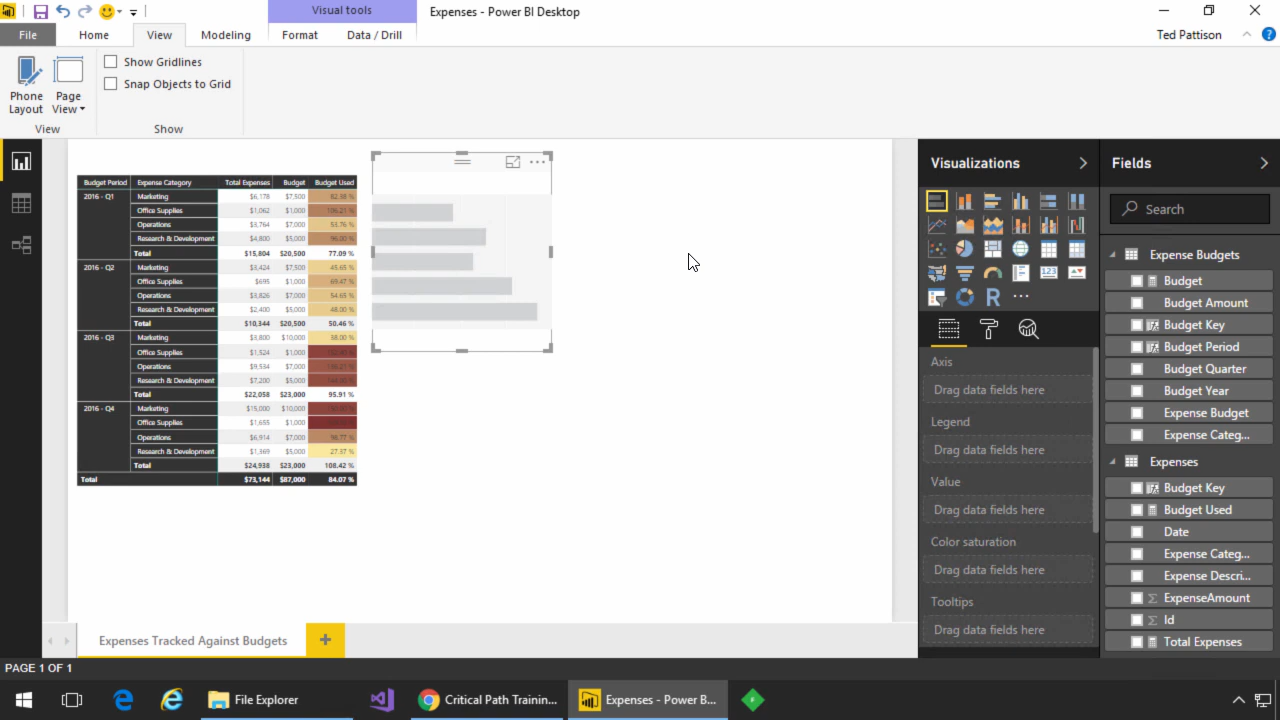 Visual tools
Expenses - Power BI Desktop
File
Home
View
Modeling
Format
Data / Drill
Ted Pattison
Phone Layout
Page View
Show Gridlines
Snap Objects to Grid
View
Show
Budget Period Expense Category Total Expenses Budget Budget Used
2016 - Q1 Marketing $6,178 $7,500 82.38 %
Office Supplies $1,062 $1,000 106.21 %
Operations $3,764 $7,000 53.76 %
Research & Development $4,800 $5,000 96.00 %
Total $15,804 $20,500 77.09 %
2016 - Q2 Marketing $3,424 $7,500 45.65 %
Office Supplies $695 $1,000 69.47 %
Operations $3,826 $7,000 54.65 %
Research & Development $2,400 $5,000 48.00 %
Total $10,344 $20,500 50.46 %
2016 - Q3 Marketing $3,800 $10,000 38.00 %
Office Supplies $1,524 $1,000
Operations $9,534 $7,000
Research & Development $7,200 $5,000
Total $22,058 $23,000 95.91 %
2016 - Q4 Marketing $15,000 $10,000
Office Supplies $1,655 $1,000
Operations $6,914 $7,000 98.77 %
Research & Development $1,369 $5,000 27.37 %
Total $24,938 $23,000 108.42 %
Total $73,144 $87,000 84.07 %
Visualizations
R
123
Axis
Drag data fields here
Legend
Drag data fields here
Value
Drag data fields here
Color saturation
Drag data fields here
Tooltips
Drag data fields here
Fields
Search
Expense Budgets
Budget
Budget Amount
Budget Key
Budget Period
Budget Quarter
Budget Year
Expense Budget
Expense Categ...
Expenses
Budget Key
Budget Used
Date
Expense Categ...
Expense Descri...
Σ ExpenseAmount
Σ Id
Total Expenses
Expenses Tracked Against Budgets
PAGE 1 OF 1
File Explorer
Critical Path Trainin...
Expenses - Power B...